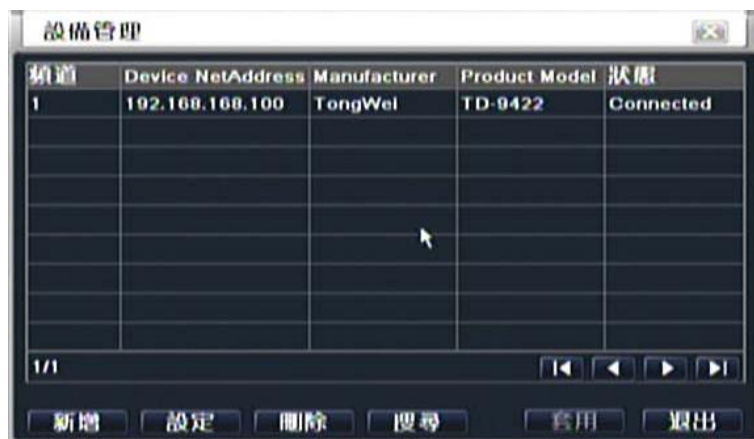 設備管理
頻道 Device NetAddress Manufacturer Product Model 狀態
1 192.168.168.100 TongWei TD-9422 Connected
1/1
新增 設定 刪除 搜尋 套用 退出